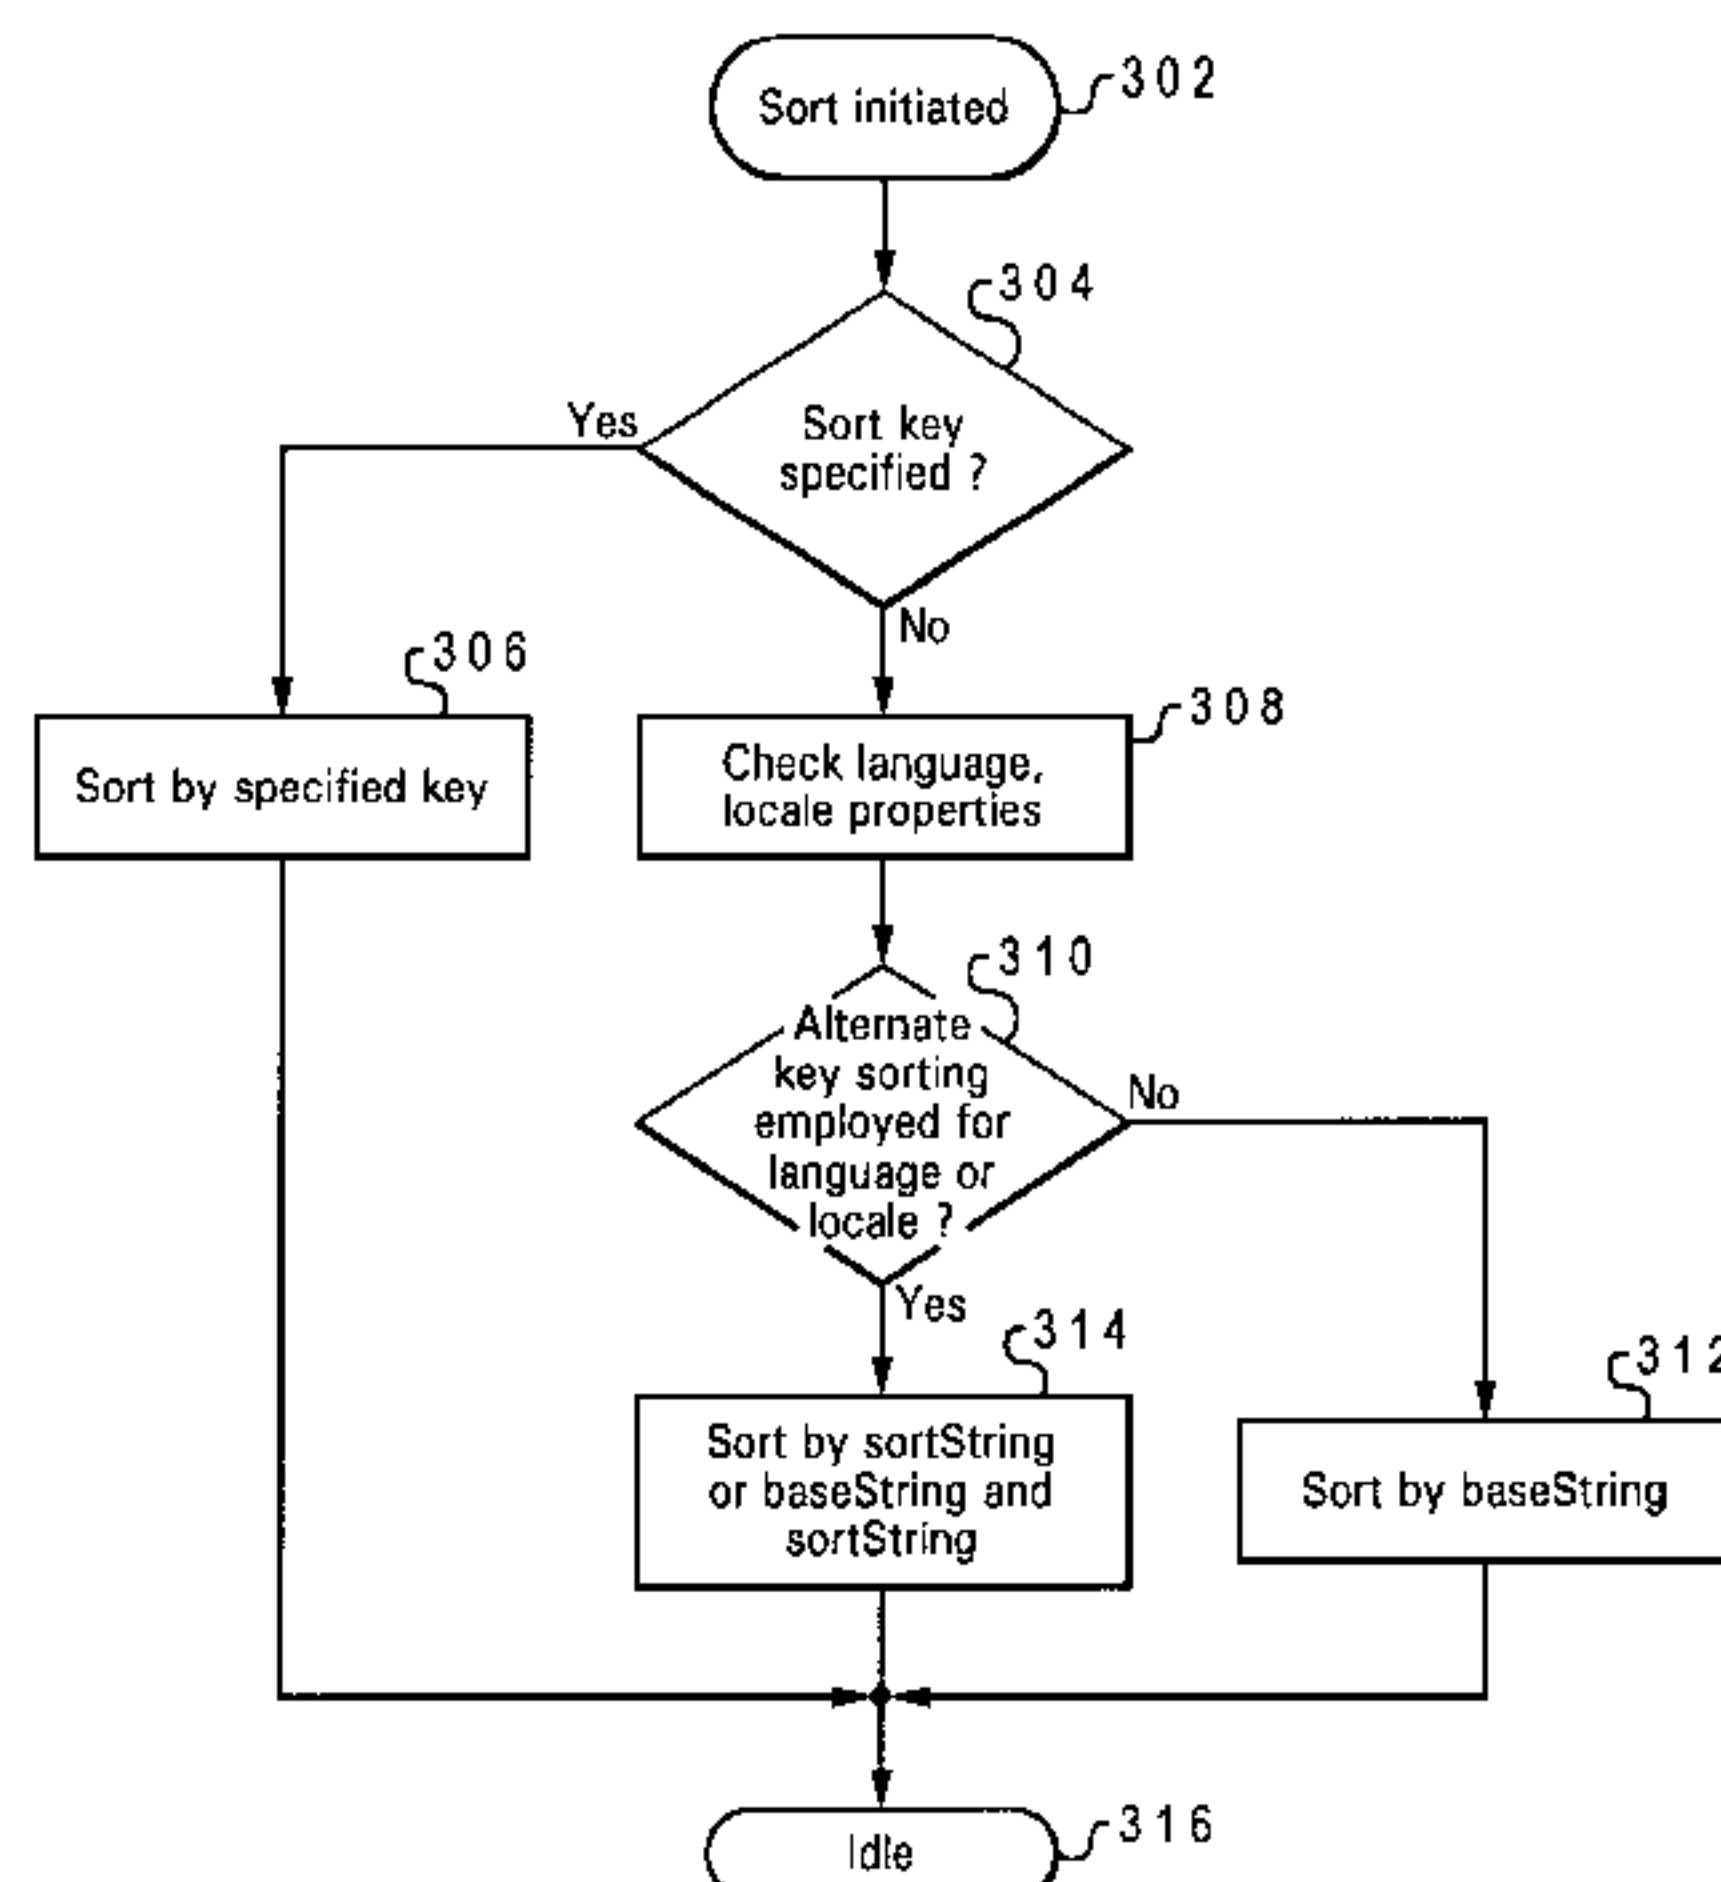 302
Sort initiated
304
Yes
Sort key
specified ?
No
306
308
Sort by specified key
Check language,
locale properties
310
Alternate
key sorting
employed for
language or
locale ?
No
Yes
314
312
Sort by sortString
or baseString and
sortString
Sort by baseString
Idle
316